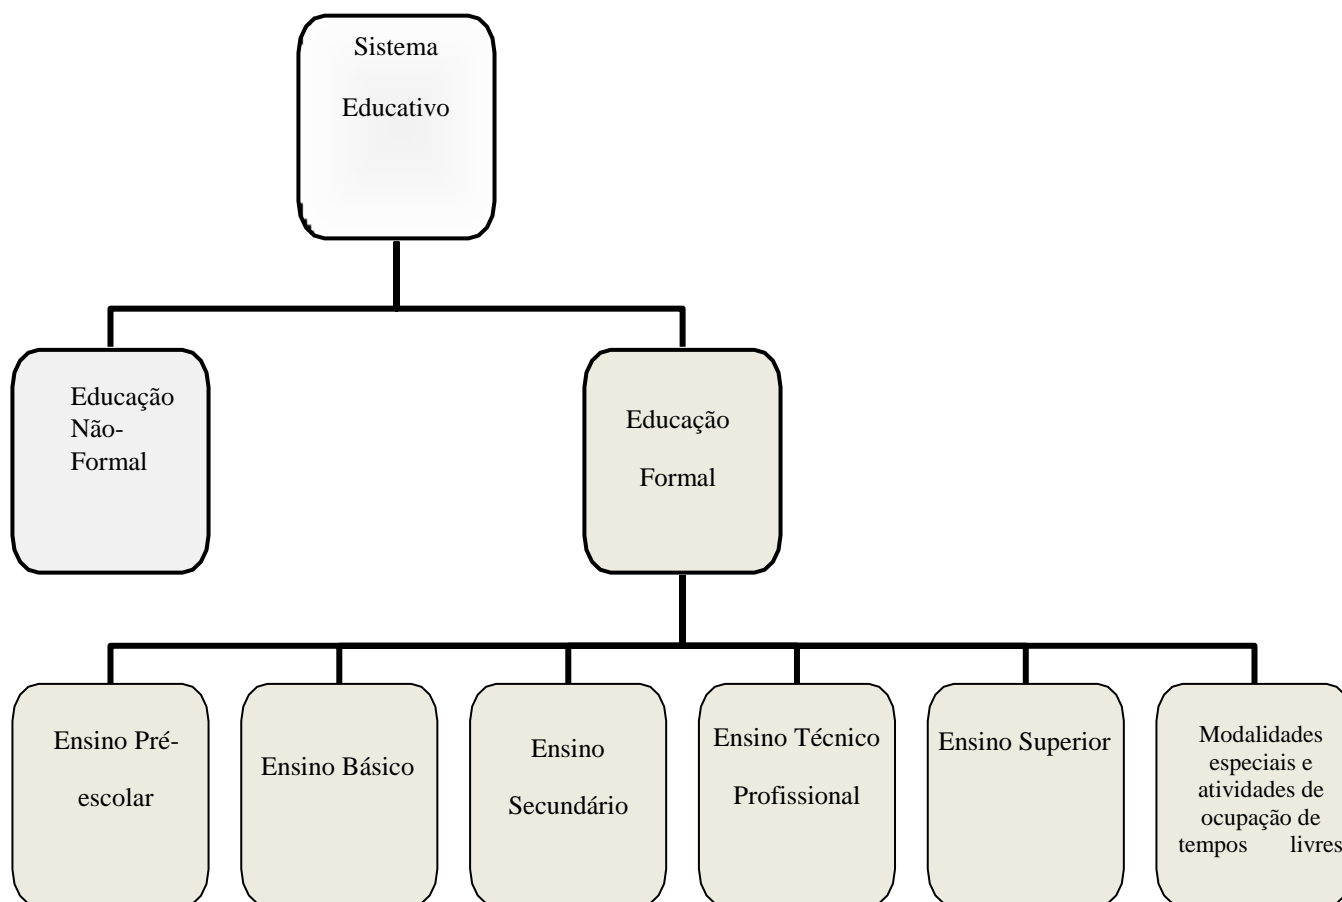 Sistema
Educativo
Educação
Não-
Formal
Educação
Formal
Ensino Pré-
escolar
Ensino Básico
Ensino
Secundário
Ensino Técnico
Profissional
Ensino Superior
Modalidades
especiais e
atividades de
ocupação de
tempos livres